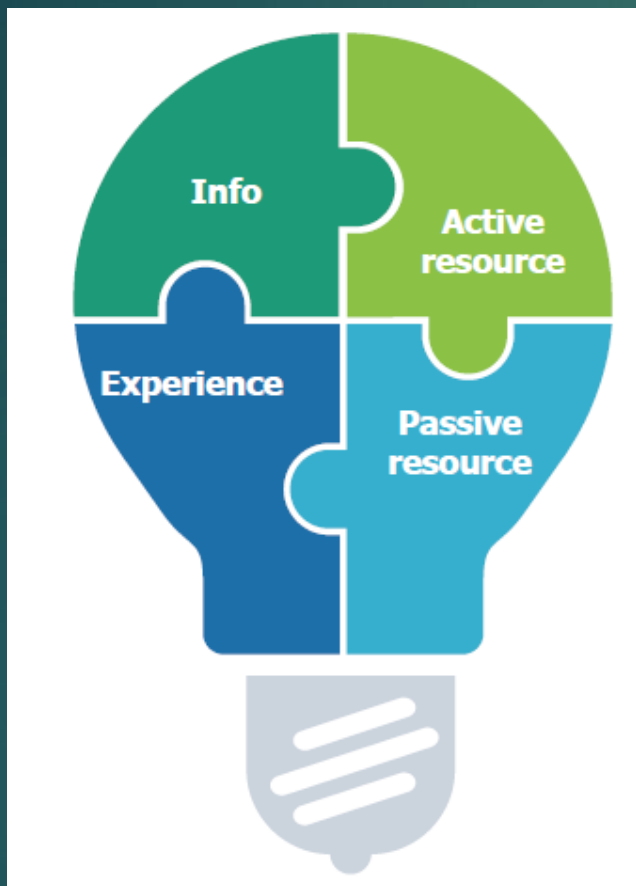 Info
Active
resource
Experience
Passive
resource